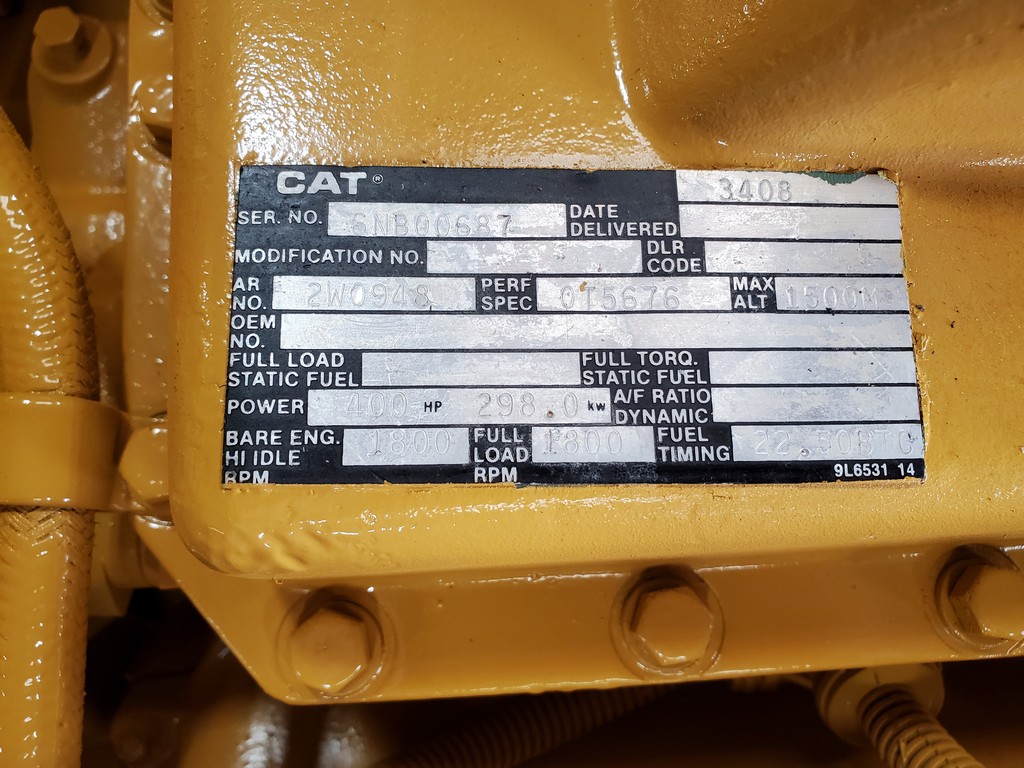 CAT® 3408
SER. NO. 6NB00687 DATE DELIVERED
MODIFICATION NO. DLR CODE
AR NO. 2W0948 PERF SPEC 0T5676 MAX ALT 1500M
OEM NO.
FULL LOAD STATIC FUEL FULL TORQ. STATIC FUEL
POWER 400 HP 298.0 kw A/F RATIO DYNAMIC
BARE ENG. HI IDLE RPM 1800 FULL LOAD RPM 1800 FUEL TIMING 22.50BTC
9L6531 14